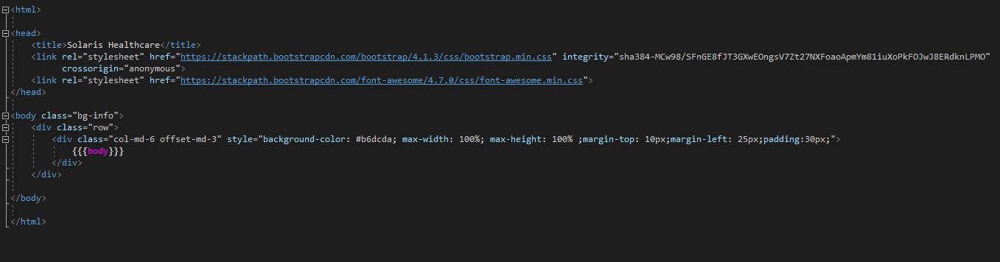 <html>
<head>
<title>Solaris Healthcare</title>
<link rel="stylesheet" href="https://stackpath.bootstrapcdn.com/bootstrap/4.1.3/css/bootstrap.min.css" integrity="sha384-MCw98/SFnGE8fJT3GXwEOngsV7Zt27NXFoaoApmYm81iuXoPkFOJwJ8ERdknLPMO"
crossorigin="anonymous">
<link rel="stylesheet" href="https://stackpath.bootstrapcdn.com/font-awesome/4.7.0/css/font-awesome.min.css">
</head>
<body class="bg-info">
<div class="row">
<div class="col-md-6 offset-md-3" style="background-color: #b6dcda; max-width: 100%; max-height: 100% ;margin-top: 10px;margin-left: 25px;padding:30px;">
{{{body}}}
</div>
</div>
</body>
</html>